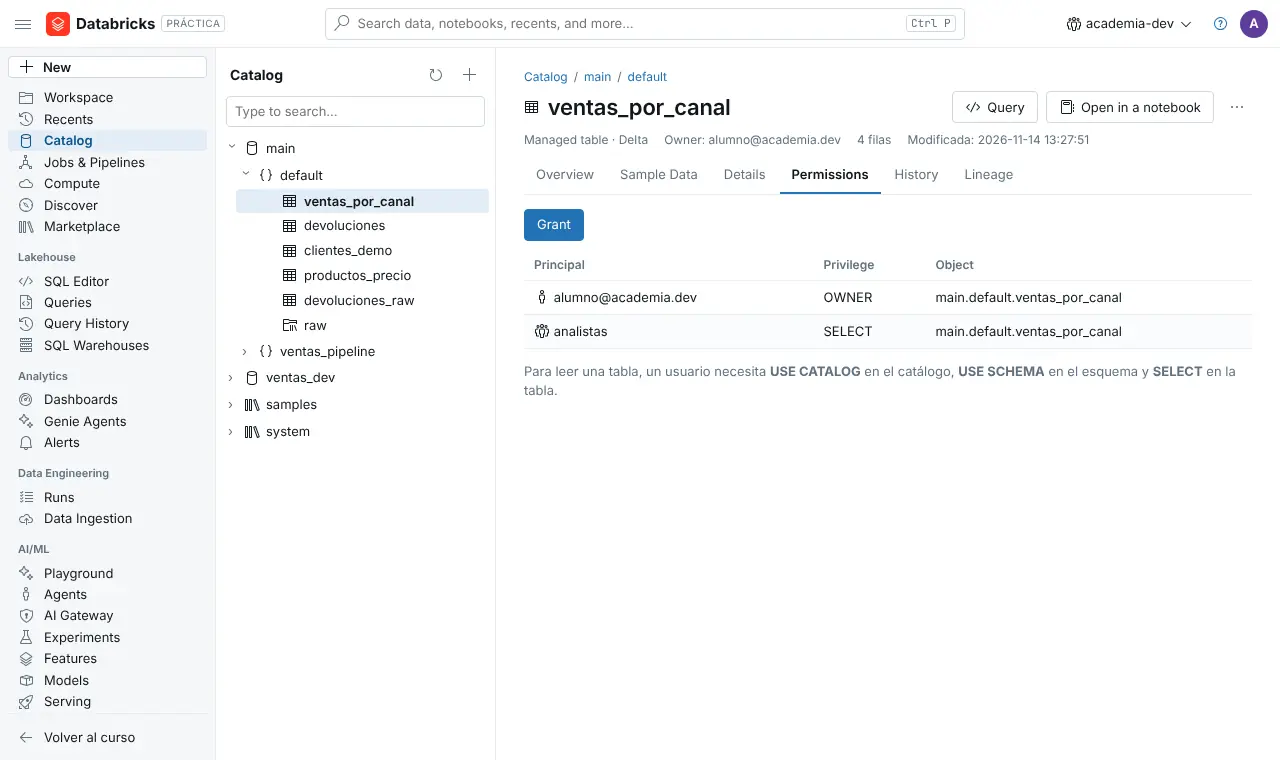 Databricks PRÁCTICA
Search data, notebooks, recents, and more... Ctrl P
academia-dev
?
A
New
Workspace
Recents
Catalog
Jobs & Pipelines
Compute
Discover
Marketplace
Lakehouse
SQL Editor
Queries
Query History
SQL Warehouses
Analytics
Dashboards
Genie Agents
Alerts
Data Engineering
Runs
Data Ingestion
AI/ML
Playground
Agents
AI Gateway
Experiments
Features
Models
Serving
Volver al curso
Catalog
Type to search...
main
default
ventas_por_canal
devoluciones
clientes_demo
productos_precio
devoluciones_raw
raw
ventas_pipeline
ventas_dev
samples
system
Catalog / main / default
ventas_por_canal
Query
Open in a notebook
Managed table · Delta Owner: alumno@academia.dev 4 filas Modificada: 2026-11-14 13:27:51
Overview Sample Data Details Permissions History Lineage
Grant
Principal Privilege Object
alumno@academia.dev OWNER main.default.ventas_por_canal
analistas SELECT main.default.ventas_por_canal
Para leer una tabla, un usuario necesita USE CATALOG en el catálogo, USE SCHEMA en el esquema y SELECT en la
tabla.